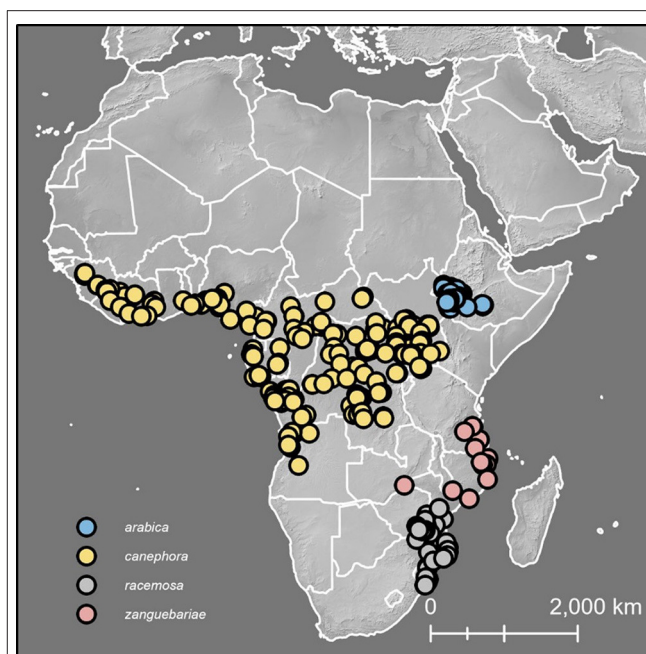 arabica
canephora
racemosa
zanguebariae
0 2,000 km